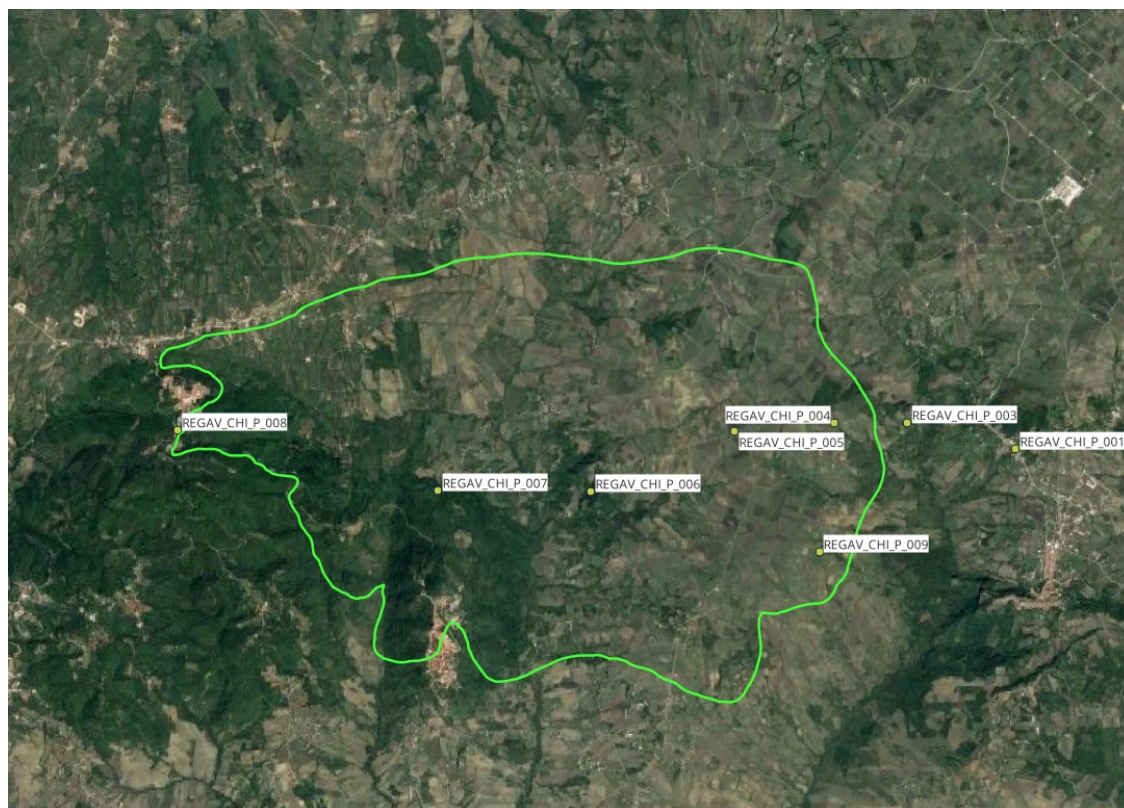 REGAV_CHI_P_004
REGAV_CHI_P_003
REGAV_CHI_P_008
REGAV_CHI_P_005
REGAV_CHI_P_001
REGAV_CHI_P_007
REGAV_CHI_P_006
REGAV_CHI_P_009